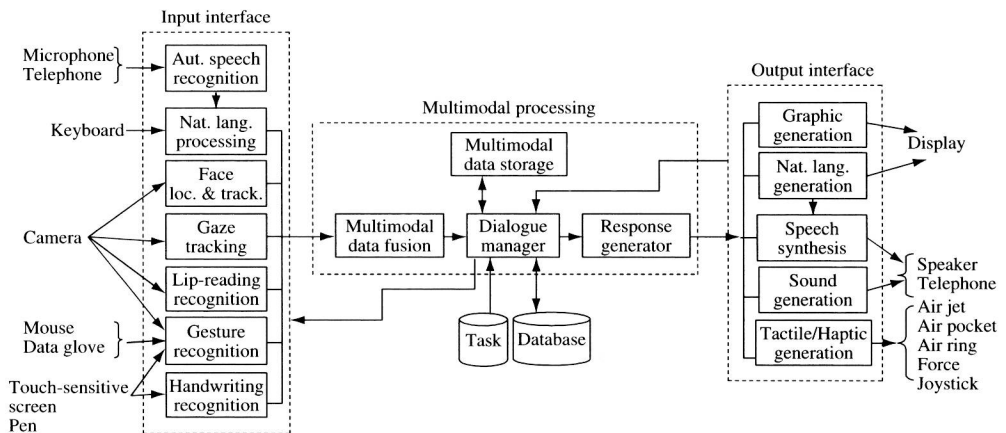 Input interface
Microphone
Telephone
Aut. speech
recognition
Keyboard
Nat. lang.
processing
Face
loc. & track.
Camera
Gaze
tracking
Lip-reading
recognition
Mouse
Data glove
Gesture
recognition
Touch-sensitive
screen
Pen
Handwriting
recognition
Multimodal processing
Multimodal
data storage
Multimodal
data fusion
Dialogue
manager
Response
generator
Task
Database
Output interface
Graphic
generation
Display
Nat. lang.
generation
Speech
synthesis
Speaker
Telephone
Sound
generation
Tactile/Haptic
generation
Air jet
Air pocket
Air ring
Force
Joystick